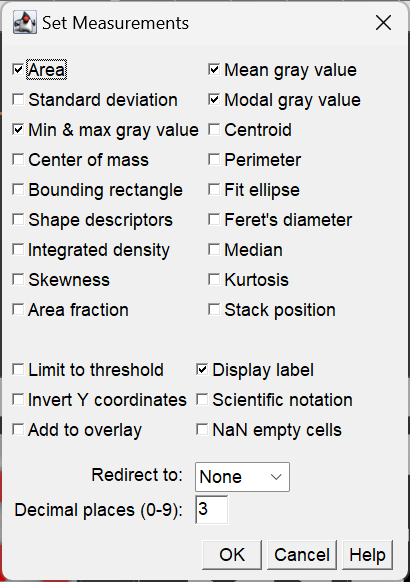 Set Measurements
Area Mean gray value
Standard deviation Modal gray value
Min & max gray value Centroid
Center of mass Perimeter
Bounding rectangle Fit ellipse
Shape descriptors Feret's diameter
Integrated density Median
Skewness Kurtosis
Area fraction Stack position
Limit to threshold Display label
Invert Y coordinates Scientific notation
Add to overlay NaN empty cells
Redirect to: None
Decimal places (0-9): 3
OK Cancel Help